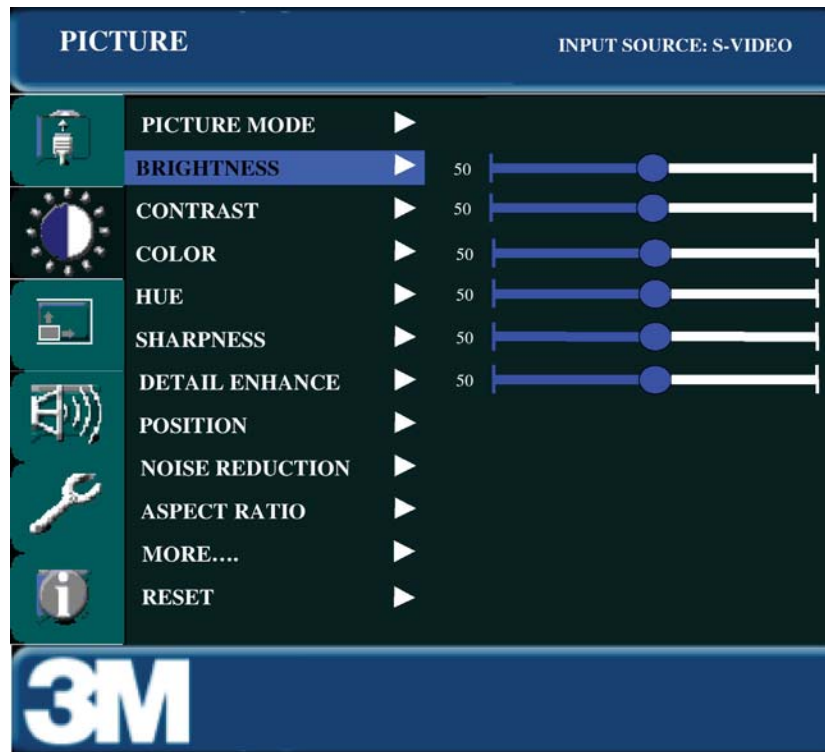 PICTURE
INPUT SOURCE: S-VIDEO
PICTURE MODE
BRIGHTNESS 50
CONTRAST 50
COLOR 50
HUE 50
SHARPNESS 50
DETAIL ENHANCE 50
POSITION
NOISE REDUCTION
ASPECT RATIO
MORE....
RESET
i
3M